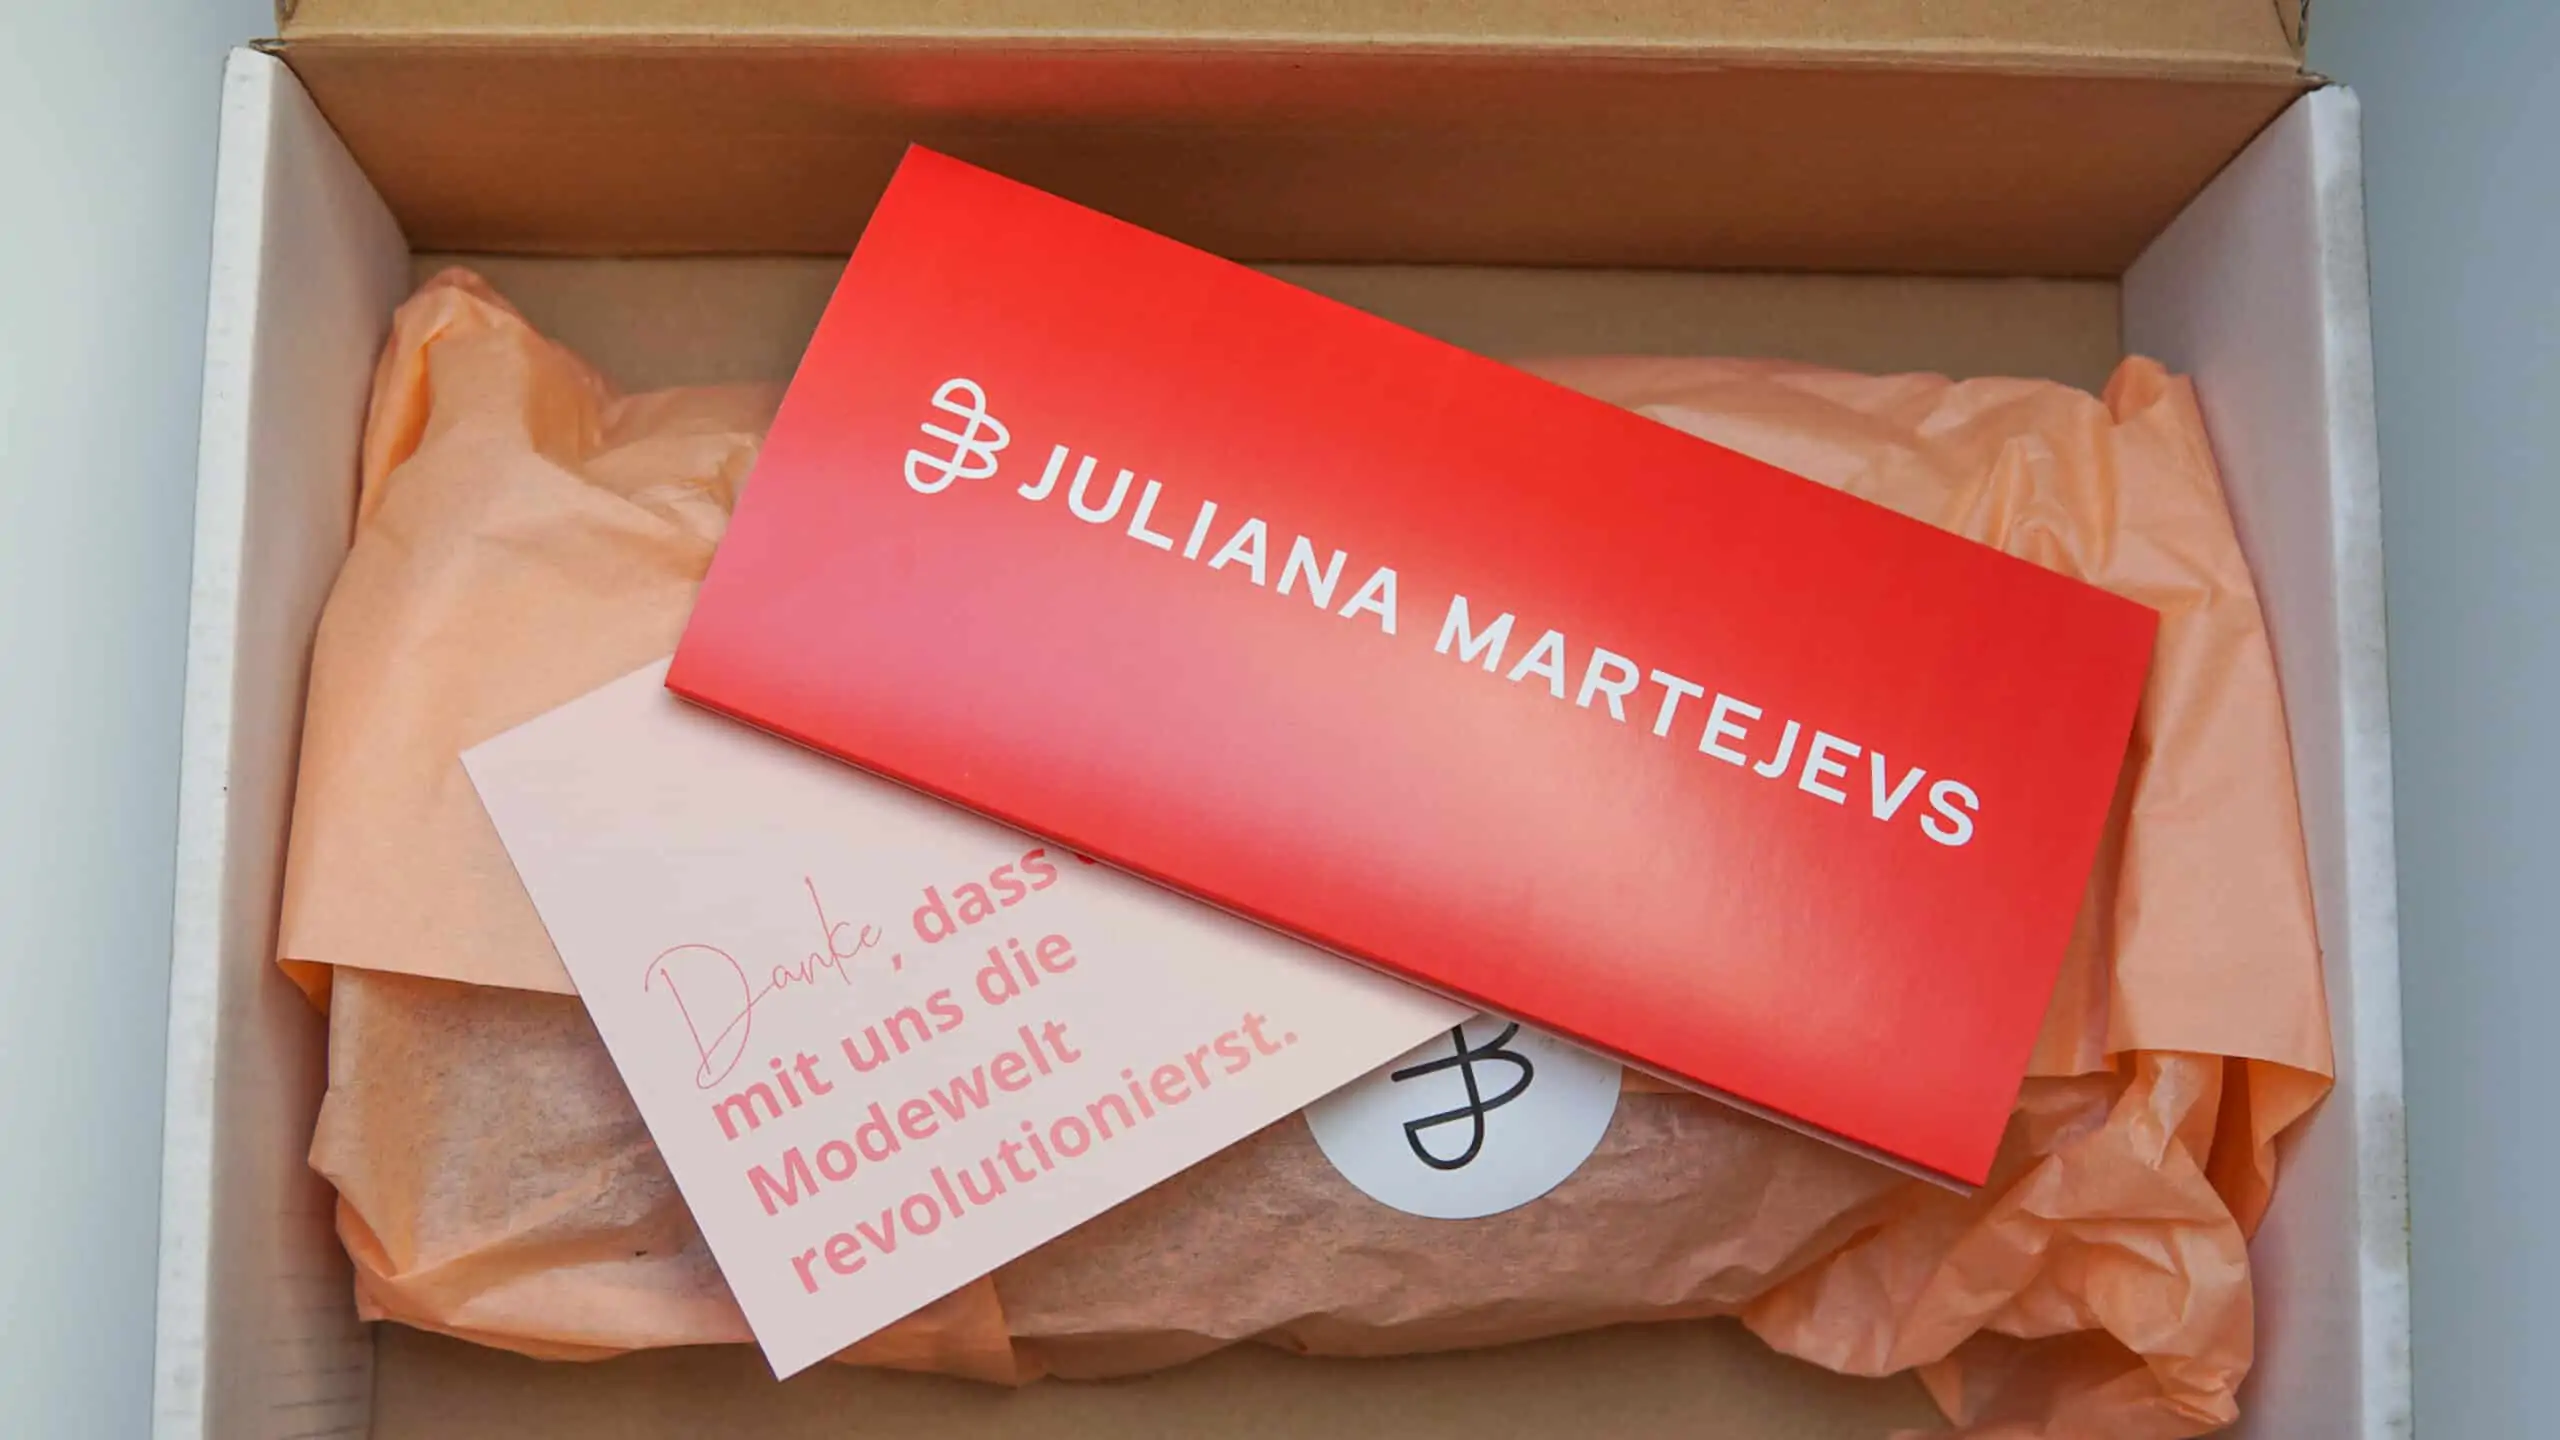 JULIANA MARTEJEVS
Danke, dass
mit uns die
Modewelt
revolutionierst.